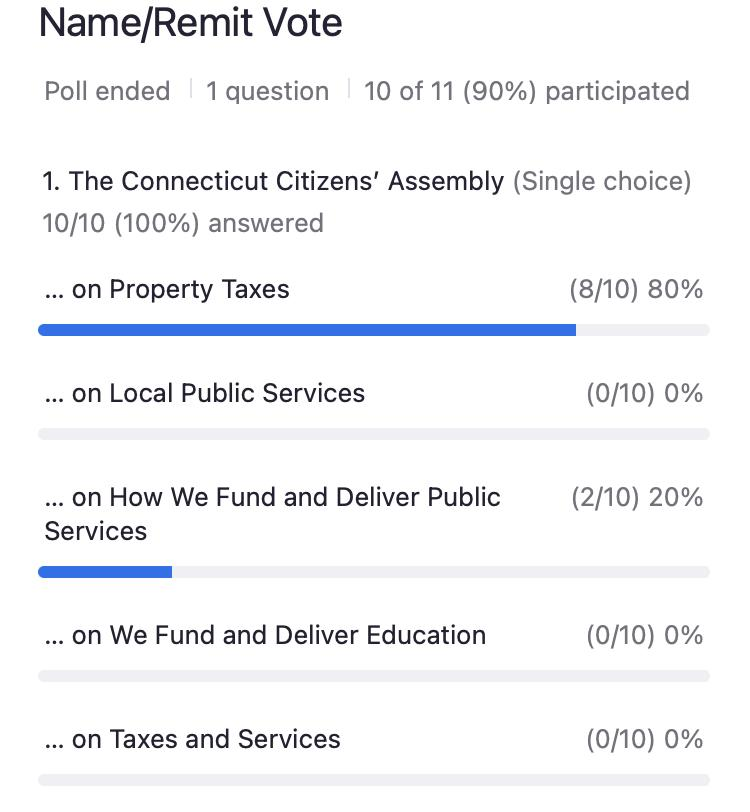 Name/Remit Vote
Poll ended | 1 question | 10 of 11 (90%) participated
1. The Connecticut Citizens’ Assembly (Single choice)
10/10 (100%) answered
... on Property Taxes (8/10) 80%
... on Local Public Services (0/10) 0%
... on How We Fund and Deliver Public (2/10) 20%
Services
... on We Fund and Deliver Education (0/10) 0%
... on Taxes and Services (0/10) 0%